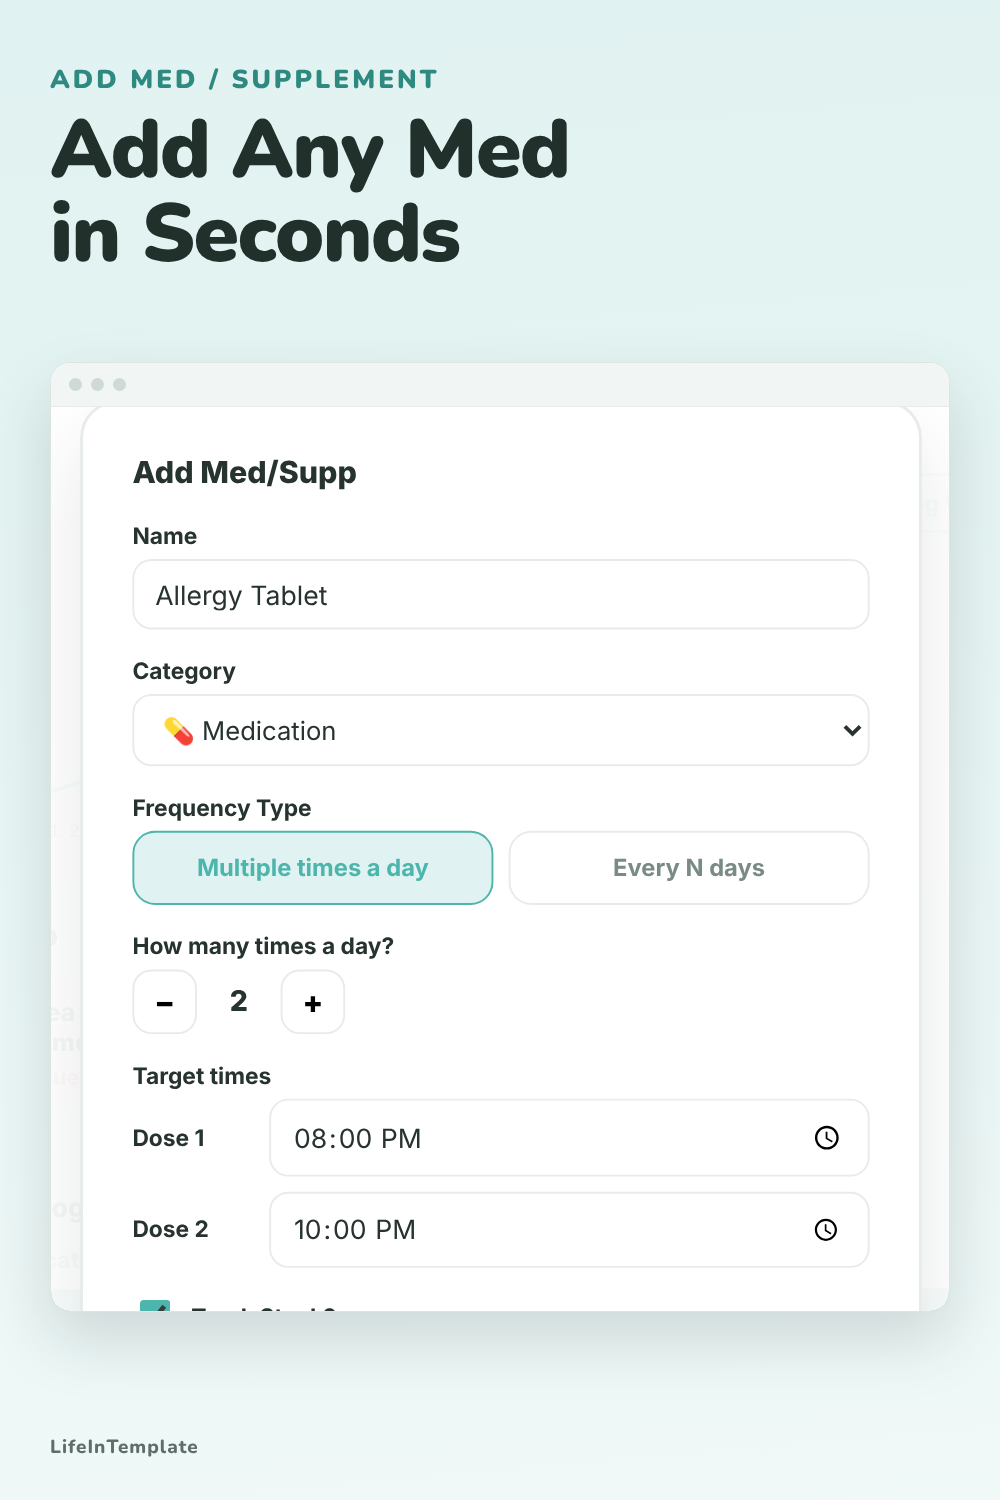 ADD MED / SUPPLEMENT
Add Any Med
in Seconds
Add Med/Supp
Name
Allergy Tablet
Category
💊 Medication
Frequency Type
Multiple times a day
Every N days
How many times a day?
− 2 +
Target times
Dose 1
08:00 PM
Dose 2
10:00 PM
LifeInTemplate